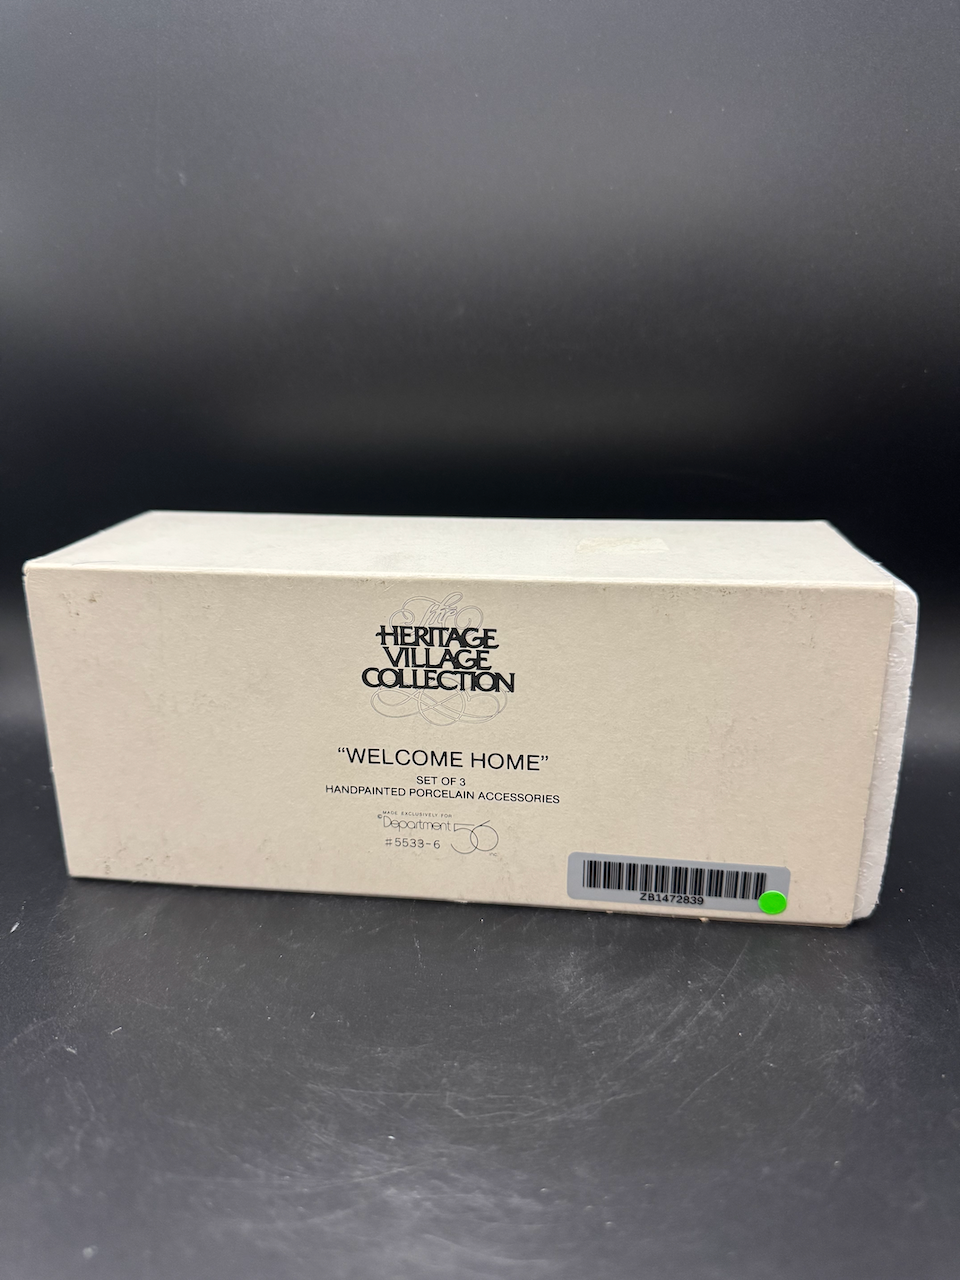 the
HERITAGE
VILLAGE
COLLECTION
“WELCOME HOME”
SET OF 3
HANDPAINTED PORCELAIN ACCESSORIES
MADE EXCLUSIVELY FOR
©Department 56 INC
#5533-6
ZB1472839